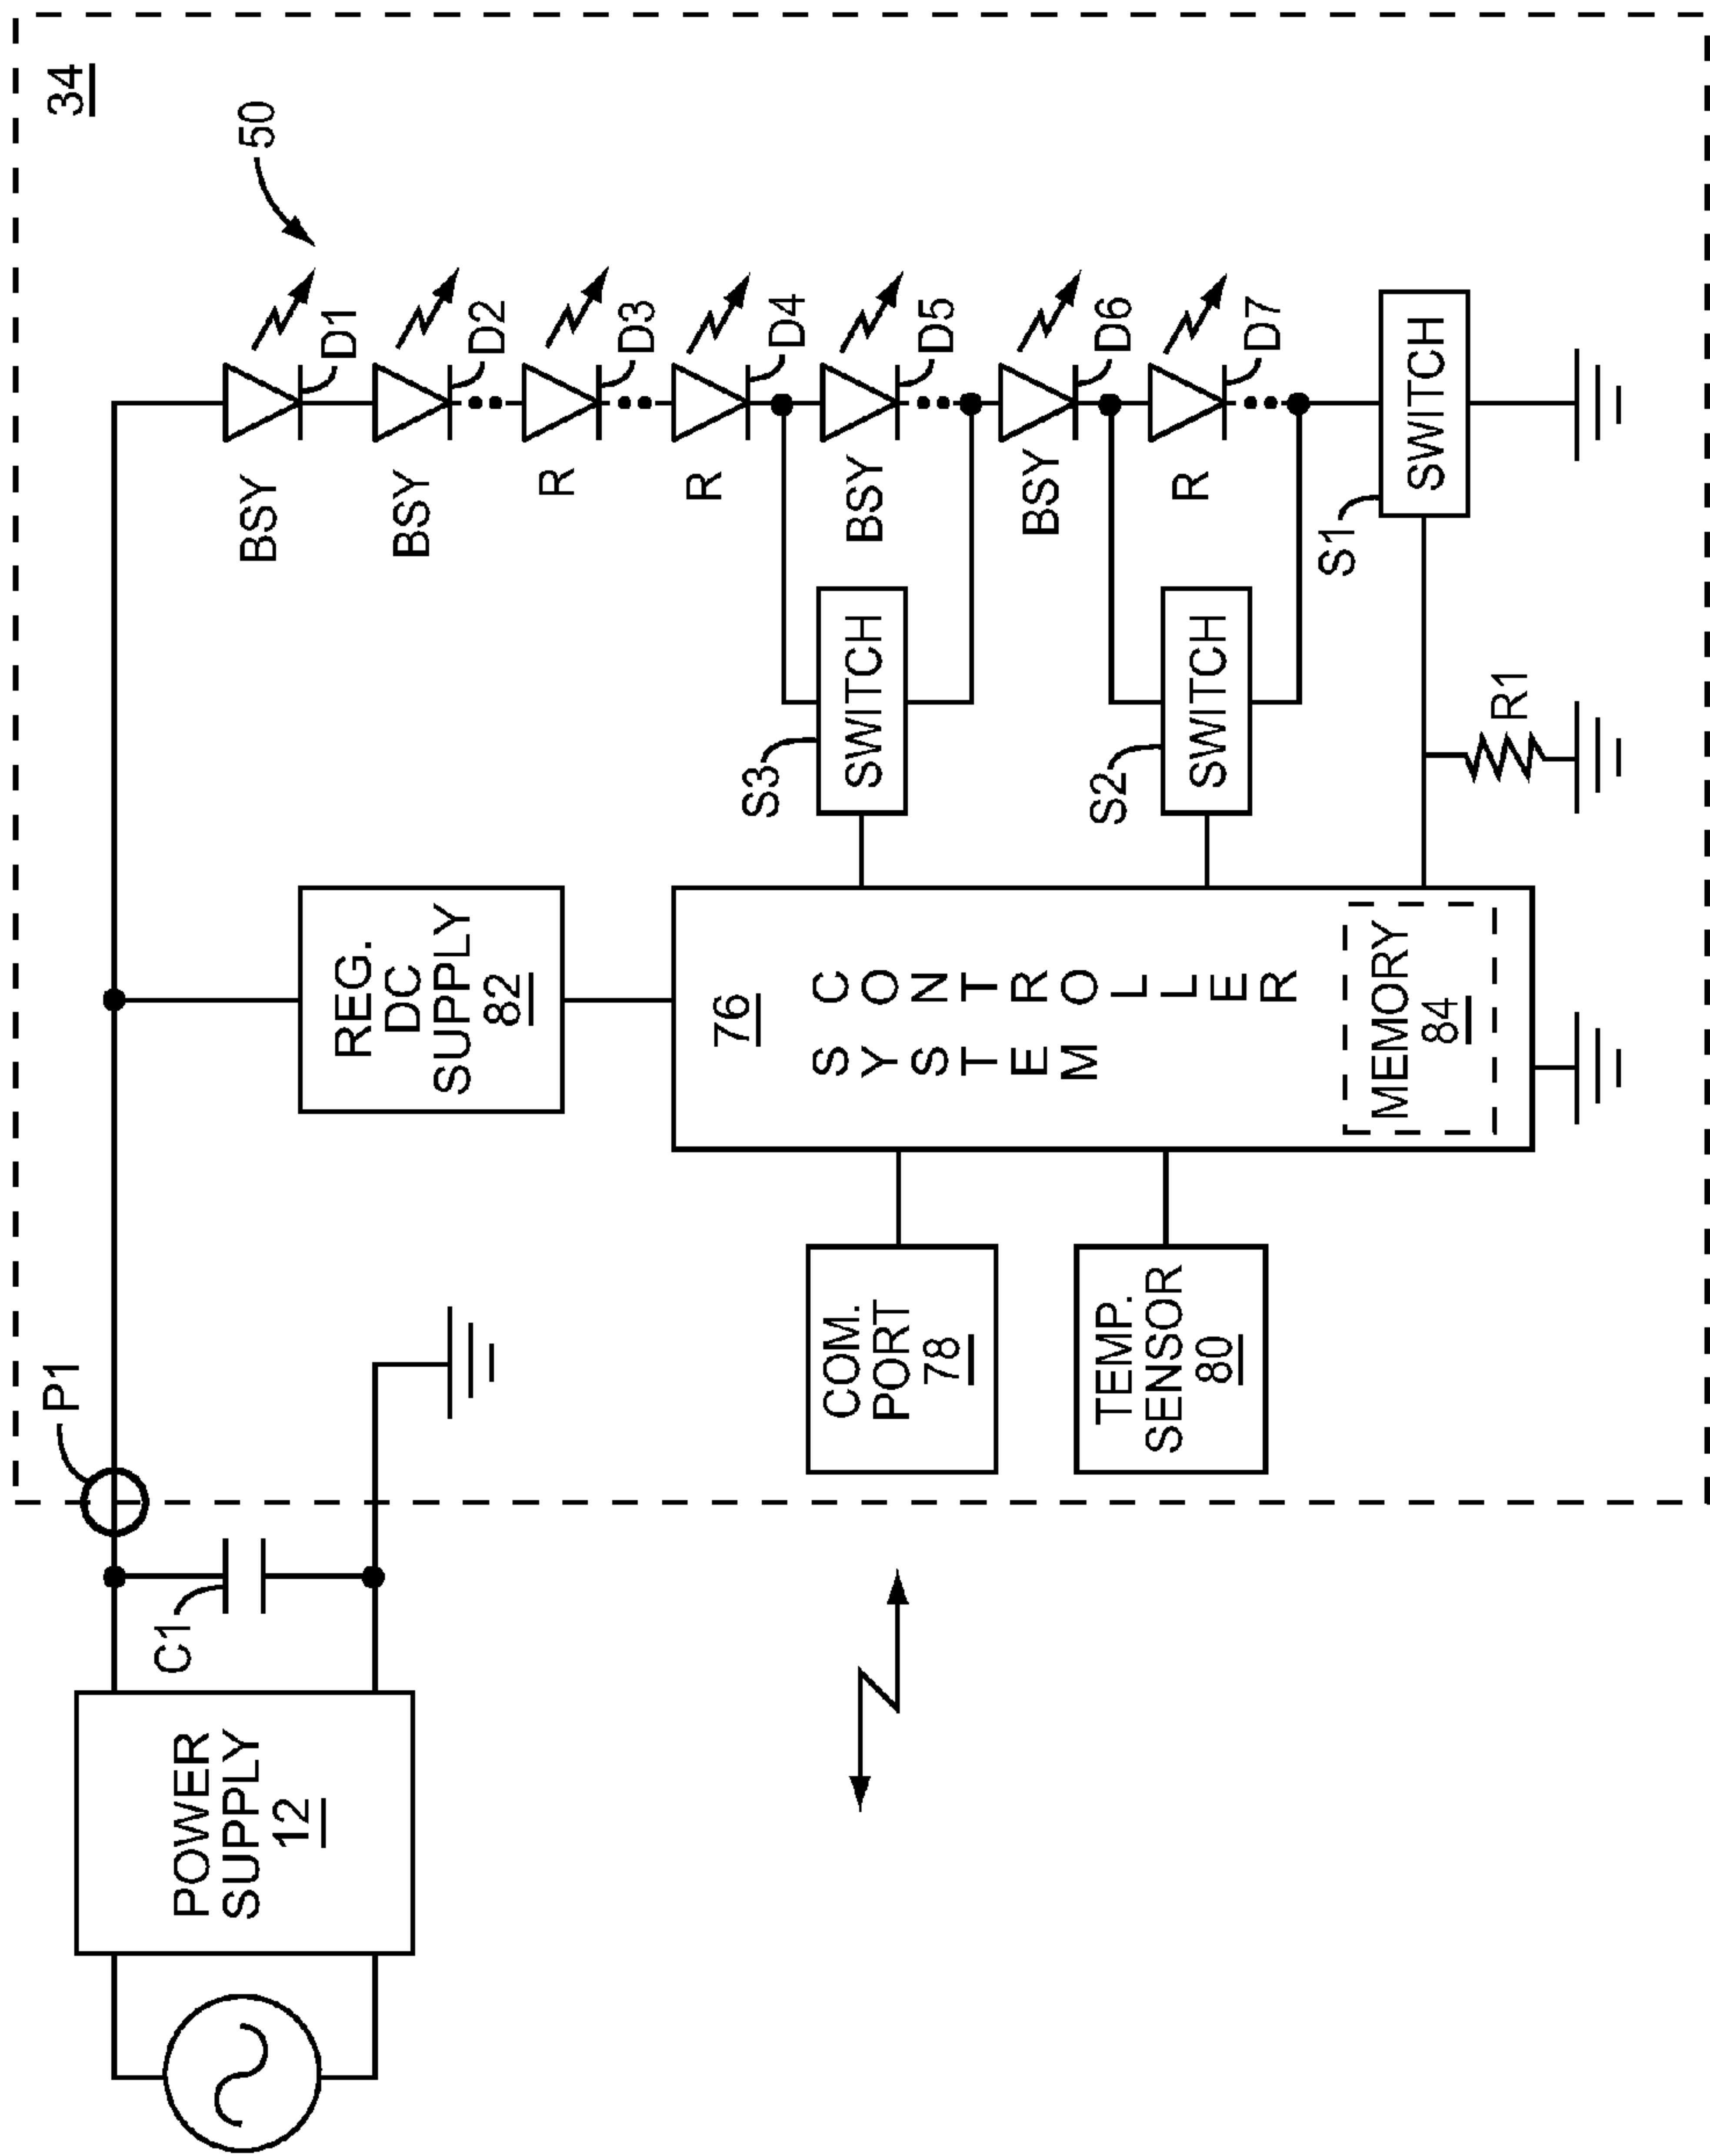 34
50
P1
C1
POWER
SUPPLY
12
REG.
DC
SUPPLY
82
BSY
D1
BSY
D2
R
D3
R
D4
BSY
D5
BSY
D6
R
D7
S3
SWITCH
S2
SWITCH
S1
SWITCH
R1
76
SYSTEM
CONTROLLER
MEMORY
84
COM.
PORT
78
TEMP.
SENSOR
80